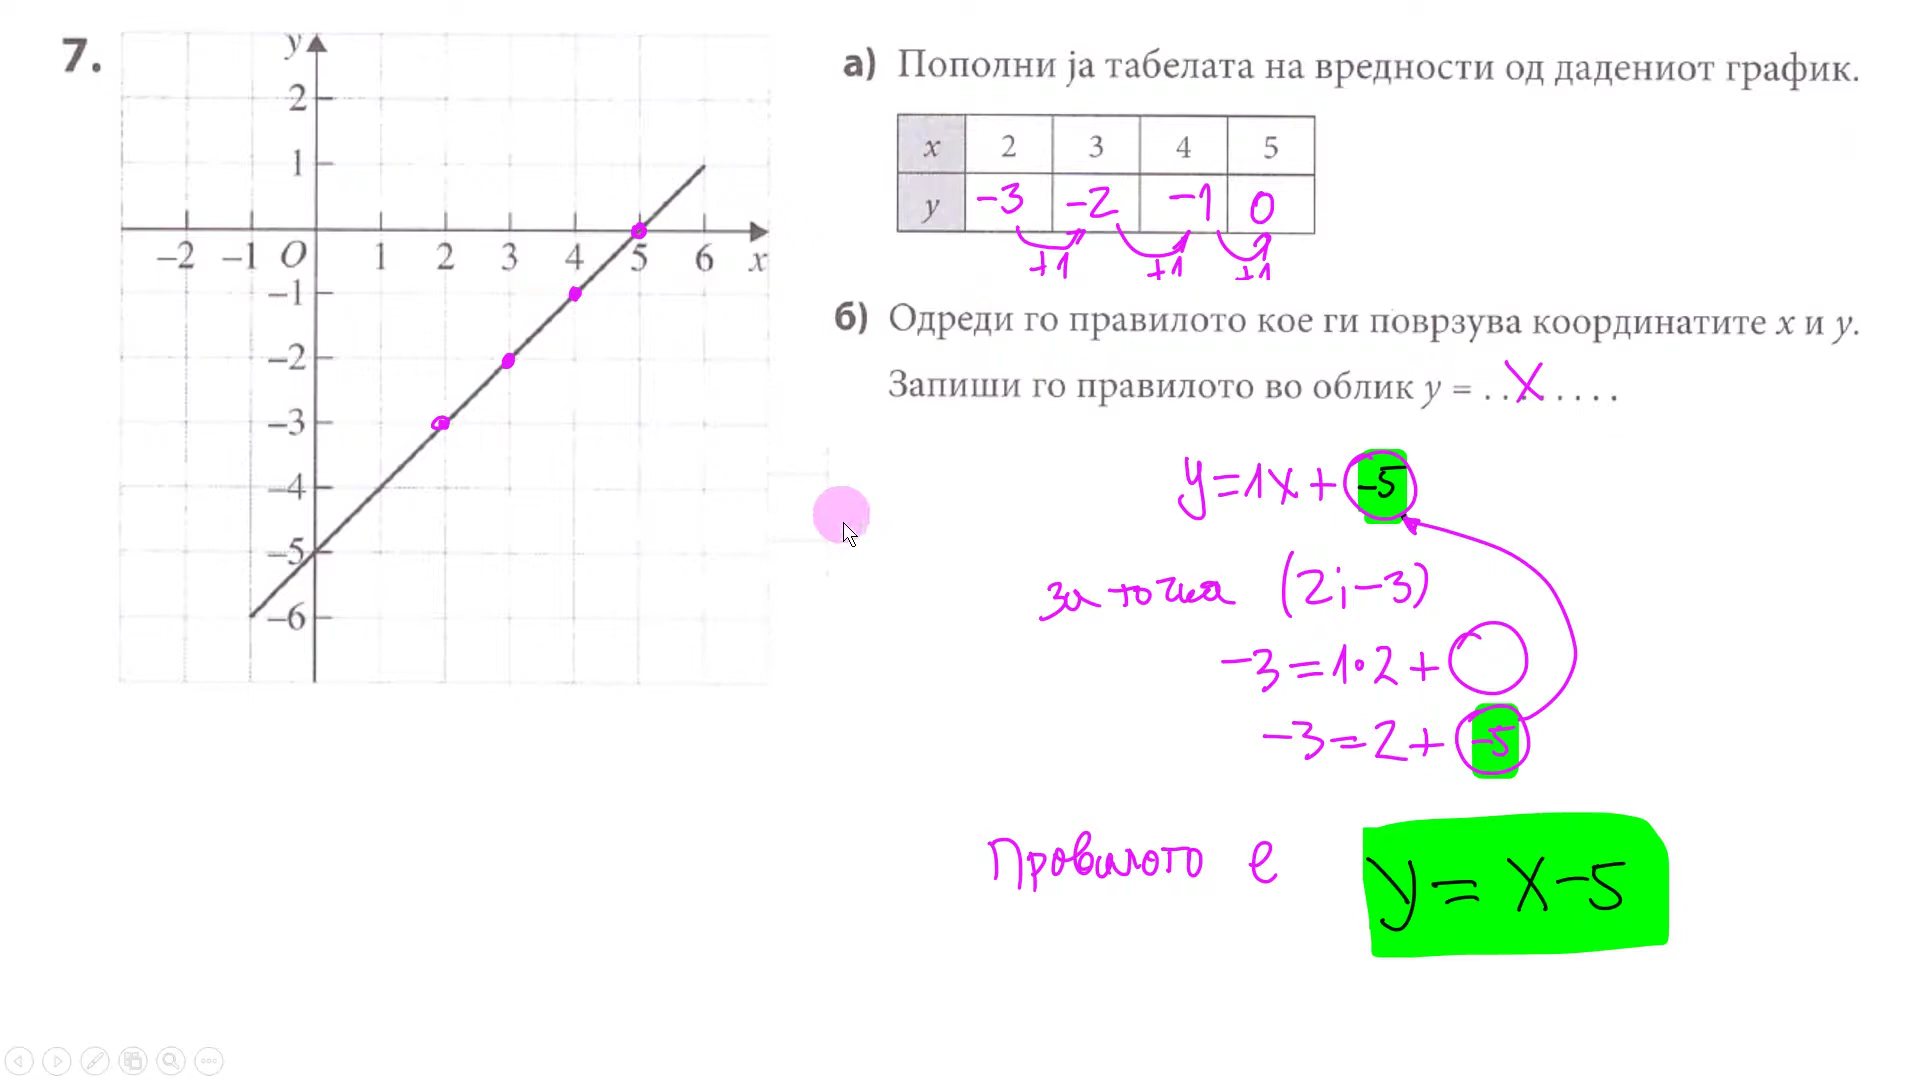 7.
y
2
1
-2 -1 O 1 2 3 4 5 6 x
-1
-2
-3
-4
-5
-6
а) Пополни ја табелата на вредности од дадениот график.
x 2 3 4 5
y -3 -2 -1 0
+1 +1 +1
б) Одреди го правилото кое ги поврзува координатите x и y.
Запиши го правилото во облик y = . . X . . . .
y=1x+ -5
за точка (2;-3)
-3=1•2+
-3=2+ -5
Правилото е y= x-5